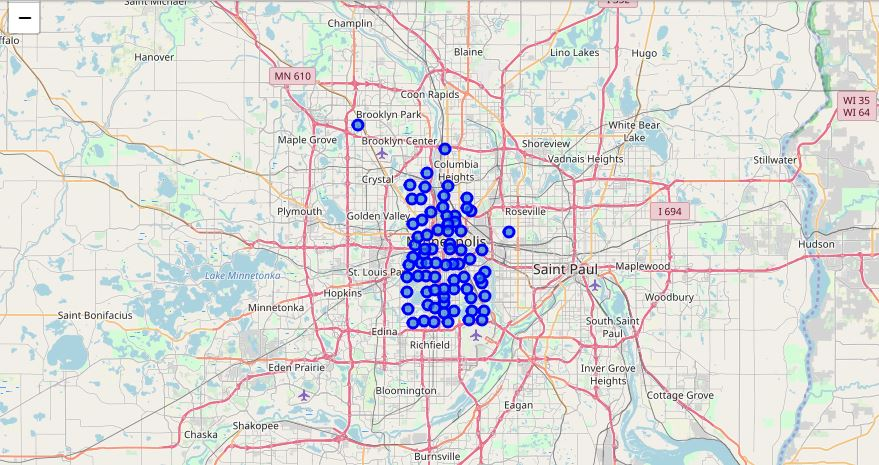 Saint Michael
Champlin
Blaine
Lino Lakes
Hugo
Hanover
MN 610
Coon Rapids
WI 35
WI 64
Brooklyn Park
Maple Grove
Brooklyn Center
Shoreview
White Bear
Lake
Vadnais Heights
Stillwater
Columbia
Heights
Crystal
Plymouth
Golden Valley
Roseville
I 694
Hudson
Lake Minnetonka
Saint Paul
Maplewood
Hopkins
Minnetonka
Woodbury
Saint Bonifacius
South Saint
Paul
Edina
Richfield
Eden Prairie
Inver Grove
Heights
Bloomington
Cottage Grove
Eagan
Shakopee
Chaska
Burnsville